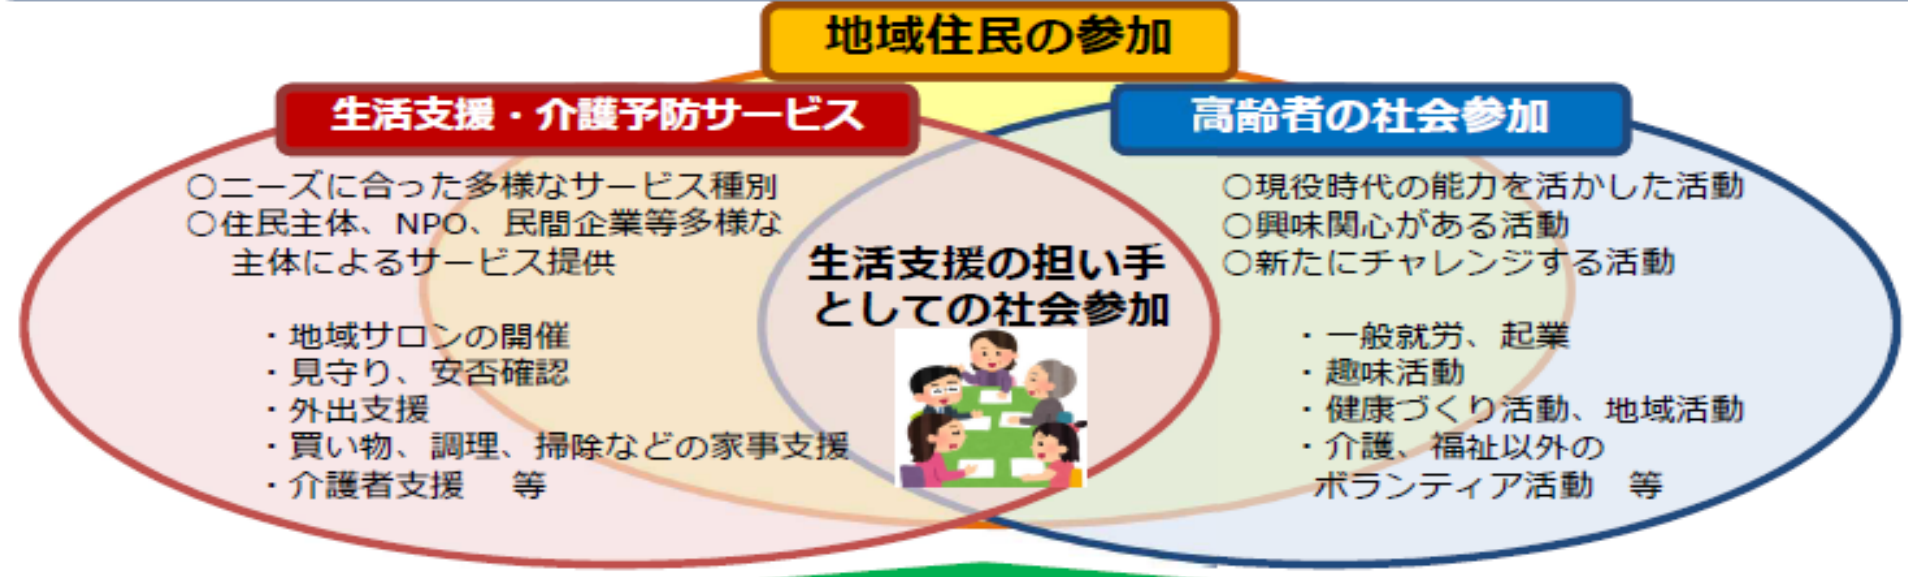 地域住民の参加
生活支援・介護予防サービス
○ニーズに合った多様なサービス種別
○住民主体、NPO、民間企業等多様な
主体によるサービス提供
・地域サロンの開催
・見守り、安否確認
・外出支援
・買い物、調理、掃除などの家事支援
・介護者支援　等
生活支援の担い手
としての社会参加
高齢者の社会参加
○現役時代の能力を活かした活動
○興味関心がある活動
○新たにチャレンジする活動
・一般就労、起業
・趣味活動
・健康づくり活動、地域活動
・介護、福祉以外の
ボランティア活動　等